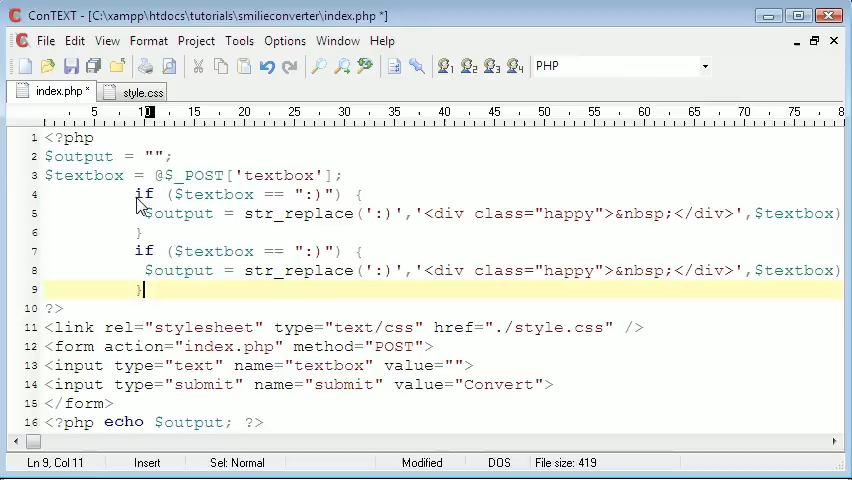 ConTEXT - [C:\xampp\htdocs\tutorials\smilieconverter\index.php *]
File Edit View Format Project Tools Options Window Help
1 2 3 4 PHP
index.php * style.css
5 10 15 20 25 30 35 40 45 50 55 60 65 70 75 80
1 <?php
2 $output = "";
3 $textbox = @$_POST['textbox'];
4 if ($textbox == ":)") {
5 $output = str_replace(':)','<div class="happy">&nbsp;</div>',$textbox)
6 }
7 if ($textbox == ":)") {
8 $output = str_replace(':)','<div class="happy">&nbsp;</div>',$textbox)
9 }
10 ?>
11 <link rel="stylesheet" type="text/css" href="./style.css" />
12 <form action="index.php" method="POST">
13 <input type="text" name="textbox" value="">
14 <input type="submit" name="submit" value="Convert">
15 </form>
16 <?php echo $output; ?>
Ln 9, Col 11 Insert Sel: Normal Modified DOS File size: 419